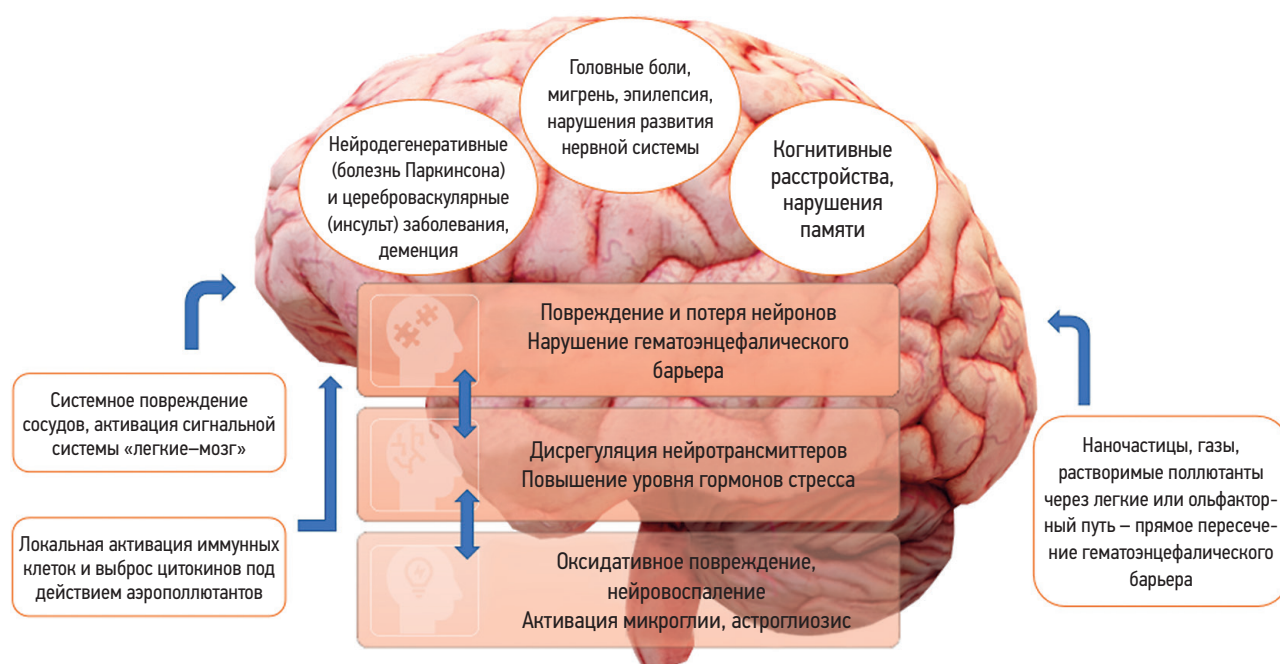 Головные боли,
мигрень, эпилепсия,
нарушения развития
нервной системы
Нейродегенеративные
(болезнь Паркинсона)
и цереброваскулярные
(инсульт) заболевания,
деменция
Когнитивные
расстройства,
нарушения
памяти
Повреждение и потеря нейронов
Нарушение гематоэнцефалического
барьера
Дисрегуляция нейротрансмиттеров
Повышение уровня гормонов стресса
Оксидативное повреждение,
нейровоспаление
Активация микроглии, астроглиозис
Системное повреждение
сосудов, активация сигнальной
системы «легкие–мозг»
Локальная активация иммунных
клеток и выброс цитокинов под
действием аэрополлютантов
Наночастицы, газы,
растворимые поллютанты
через легкие или ольфактор-
ный путь – прямое пересече-
ние гематоэнцефалического
барьера